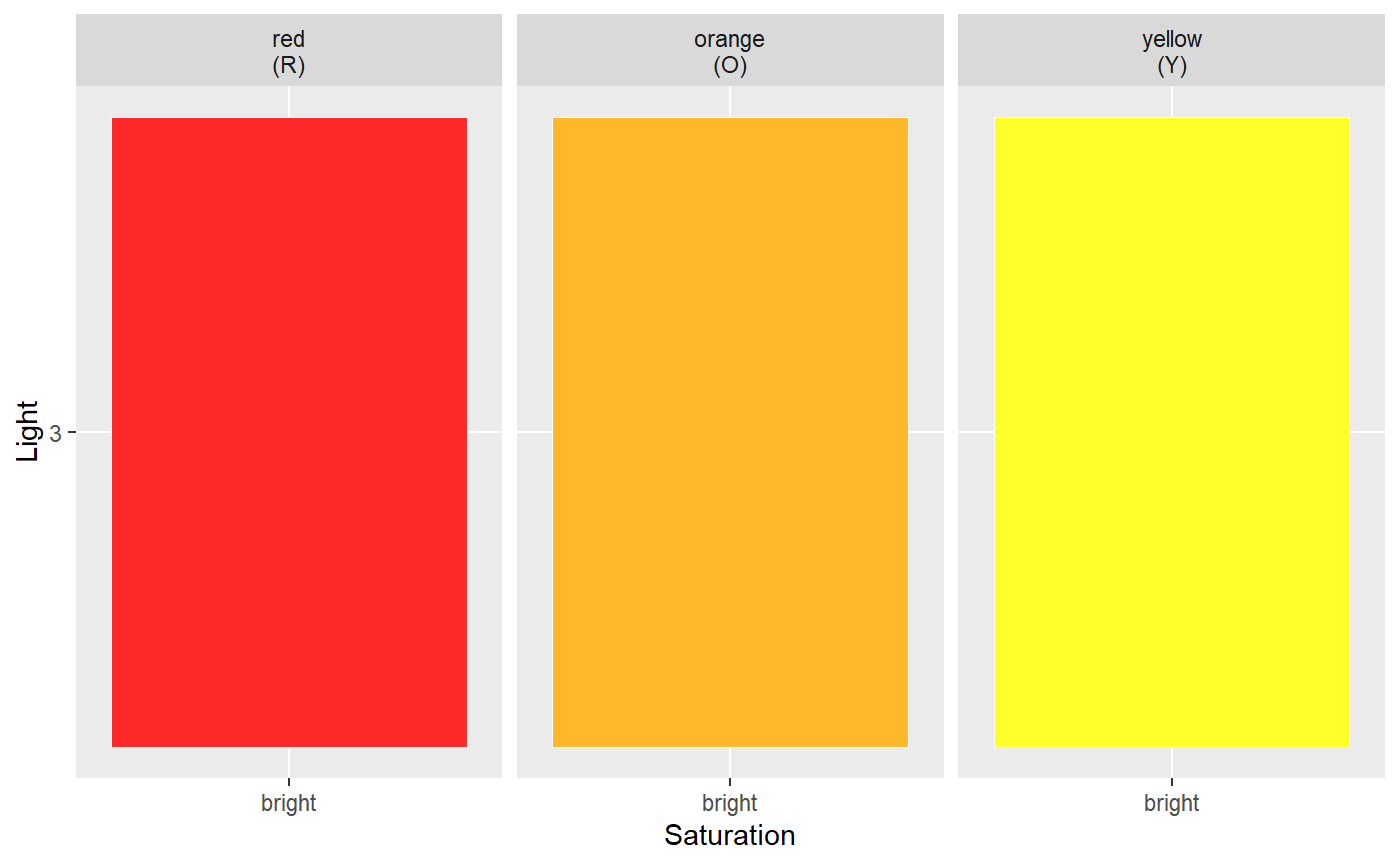 red
(R)
orange
(O)
yellow
(Y)
Light
3
bright
bright
bright
Saturation